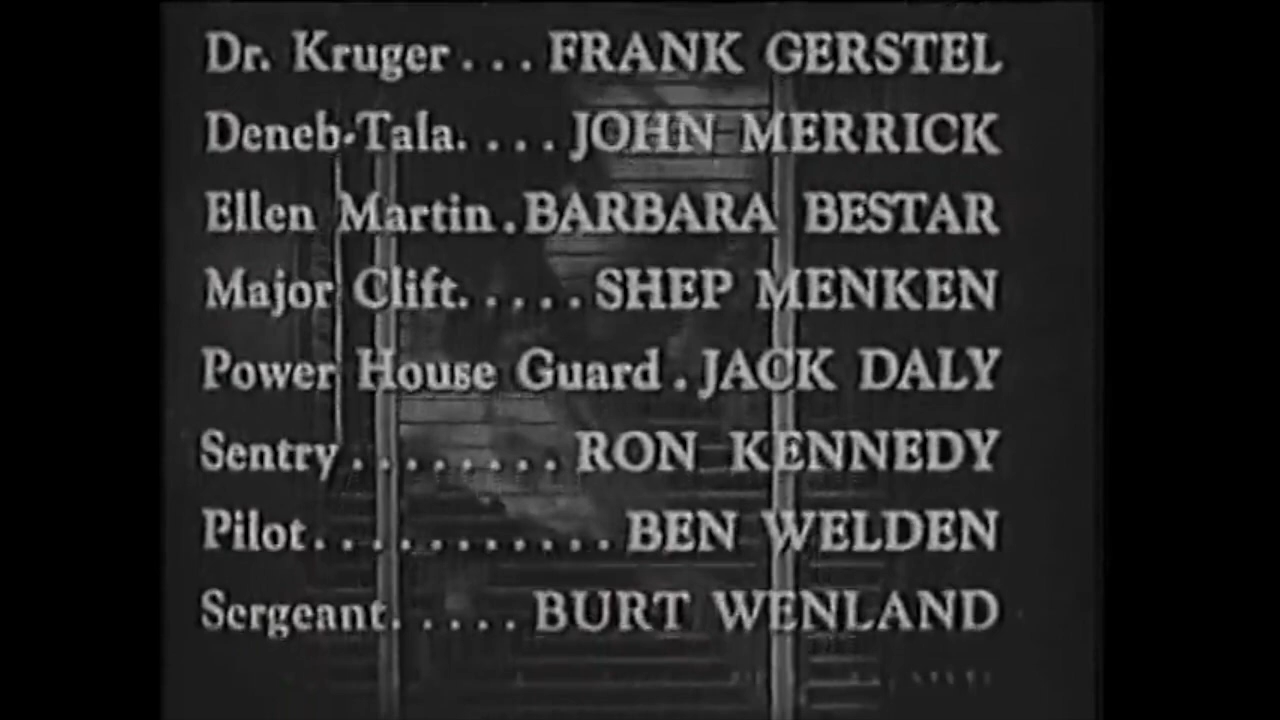 Dr. Kruger... FRANK GERSTEL
Deneb-Tala.... JOHN MERRICK
Ellen Martin. BARBARA BESTAR
Major Clift..... SHEP MENKEN
Power House Guard. JACK DALY
Sentry........ RON KENNEDY
Pilot........... BEN WELDEN
Sergeant..... BURT WENLAND